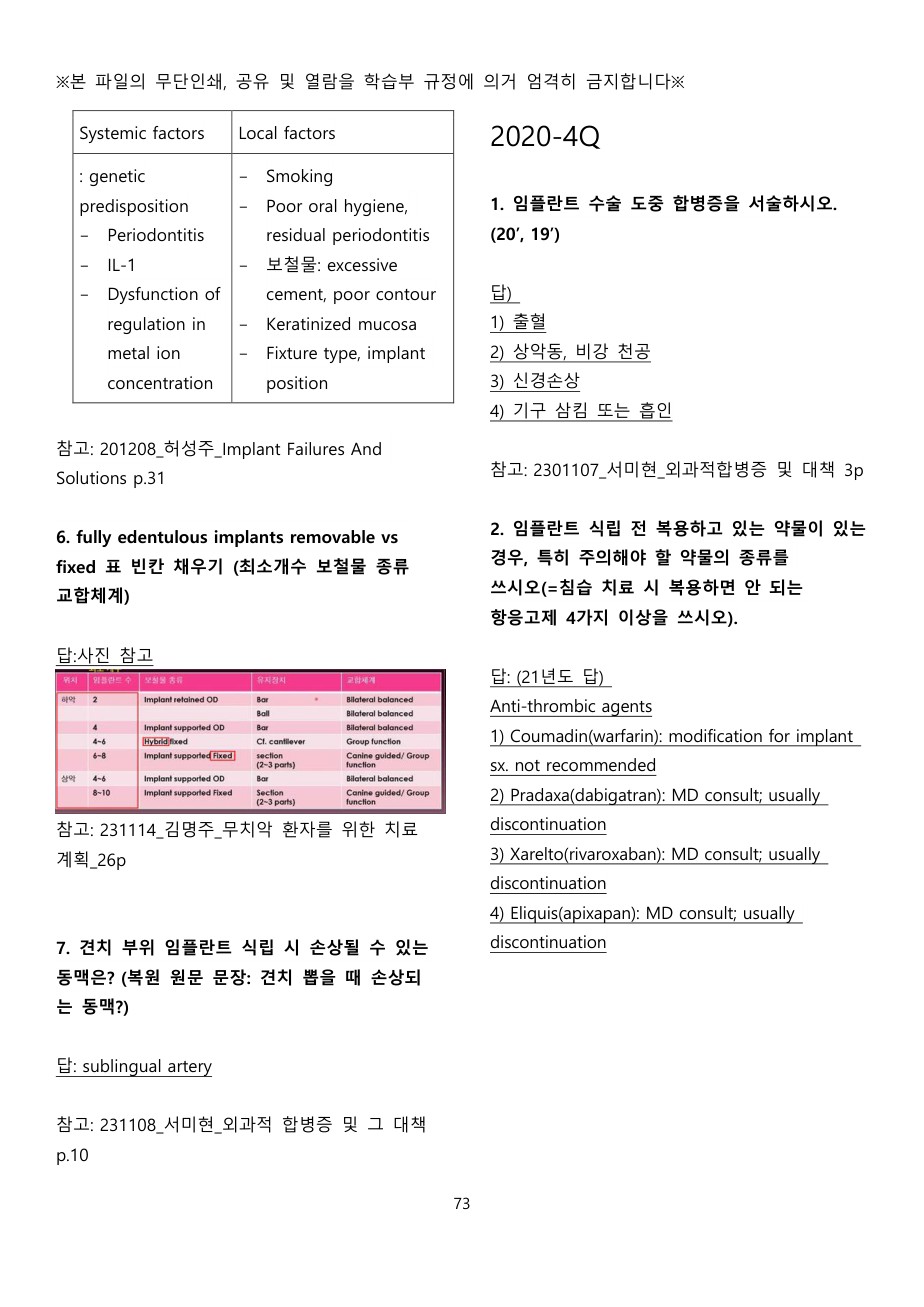 ※본 파일의 무단인쇄, 공유 및 열람을 학습부 규정에 의거 엄격히 금지합니다※
Systemic factors
: genetic
predisposition
– Periodontitis
– IL-1
– Dysfunction of
regulation in
metal ion
concentration
Local factors
– Smoking
– Poor oral hygiene,
residual periodontitis
– 보철물: excessive
cement, poor contour
– Keratinized mucosa
– Fixture type, implant
position
참고: 201208_허성주_Implant Failures And
Solutions p.31
6. fully edentulous implants removable vs
fixed 표 빈칸 채우기 (최소개수 보철물 종류
교합체계)
답:사진 참고
위치 임플란트 수 보철물 종류 유지장치 교합체계
하악 2 Implant retained OD Bar Bilateral balanced
Ball Bilateral balanced
4 Implant supported OD Bar Bilateral balanced
4~6 Hybrid fixed Cf. cantilever Group function
6~8 Implant supported Fixed section
(2~3 parts) Canine guided/ Group
function
상악 4~6 Implant supported OD Bar Bilateral balanced
8~10 Implant supported Fixed Section
(2~3 parts) Canine guided/ Group
function
참고: 231114_김명주_무치악 환자를 위한 치료
계획_26p
7. 견치 부위 임플란트 식립 시 손상될 수 있는
동맥은? (복원 원문 문장: 견치 뽑을 때 손상되
는 동맥?)
답: sublingual artery
참고: 231108_서미현_외과적 합병증 및 그 대책
p.10
2020-4Q
1. 임플란트 수술 도중 합병증을 서술하시오.
(20’, 19’)
답)
1) 출혈
2) 상악동, 비강 천공
3) 신경손상
4) 기구 삼킴 또는 흡인
참고: 2301107_서미현_외과적합병증 및 대책 3p
2. 임플란트 식립 전 복용하고 있는 약물이 있는
경우, 특히 주의해야 할 약물의 종류를
쓰시오(=침습 치료 시 복용하면 안 되는
항응고제 4가지 이상을 쓰시오).
답: (21년도 답)
Anti-thrombic agents
1) Coumadin(warfarin): modification for implant
sx. not recommended
2) Pradaxa(dabigatran): MD consult; usually
discontinuation
3) Xarelto(rivaroxaban): MD consult; usually
discontinuation
4) Eliquis(apixapan): MD consult; usually
discontinuation
73